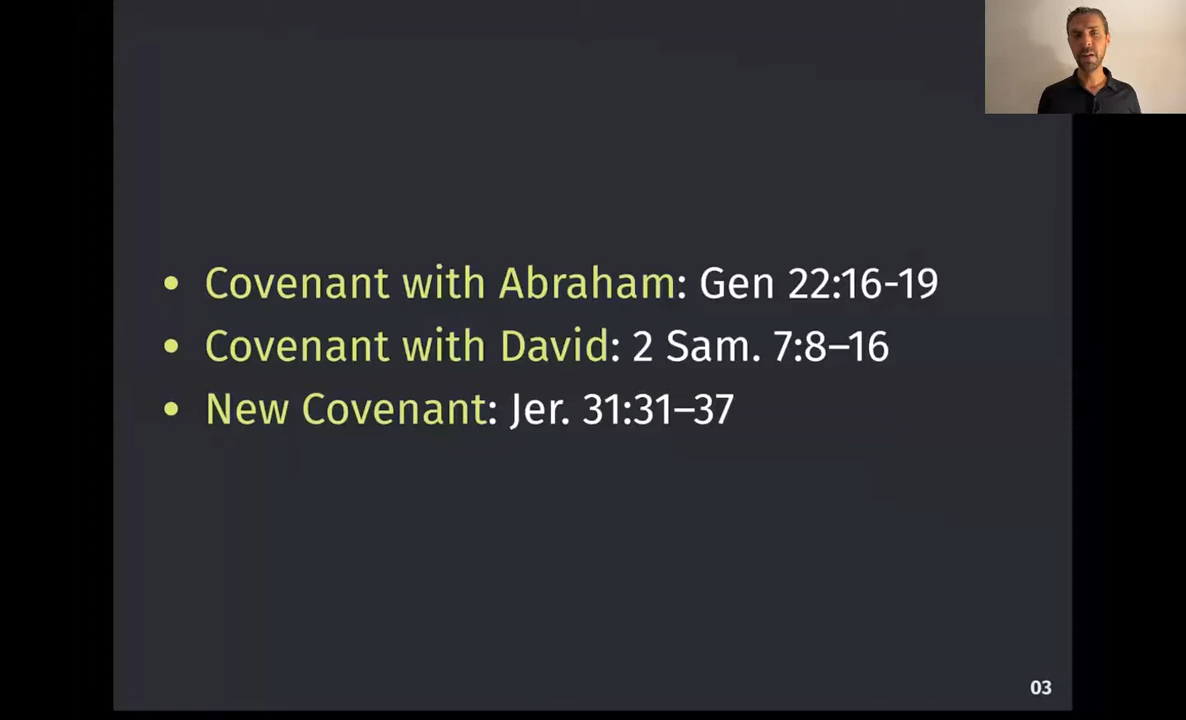 • Covenant with Abraham: Gen 22:16-19
• Covenant with David: 2 Sam. 7:8–16
• New Covenant: Jer. 31:31–37
03